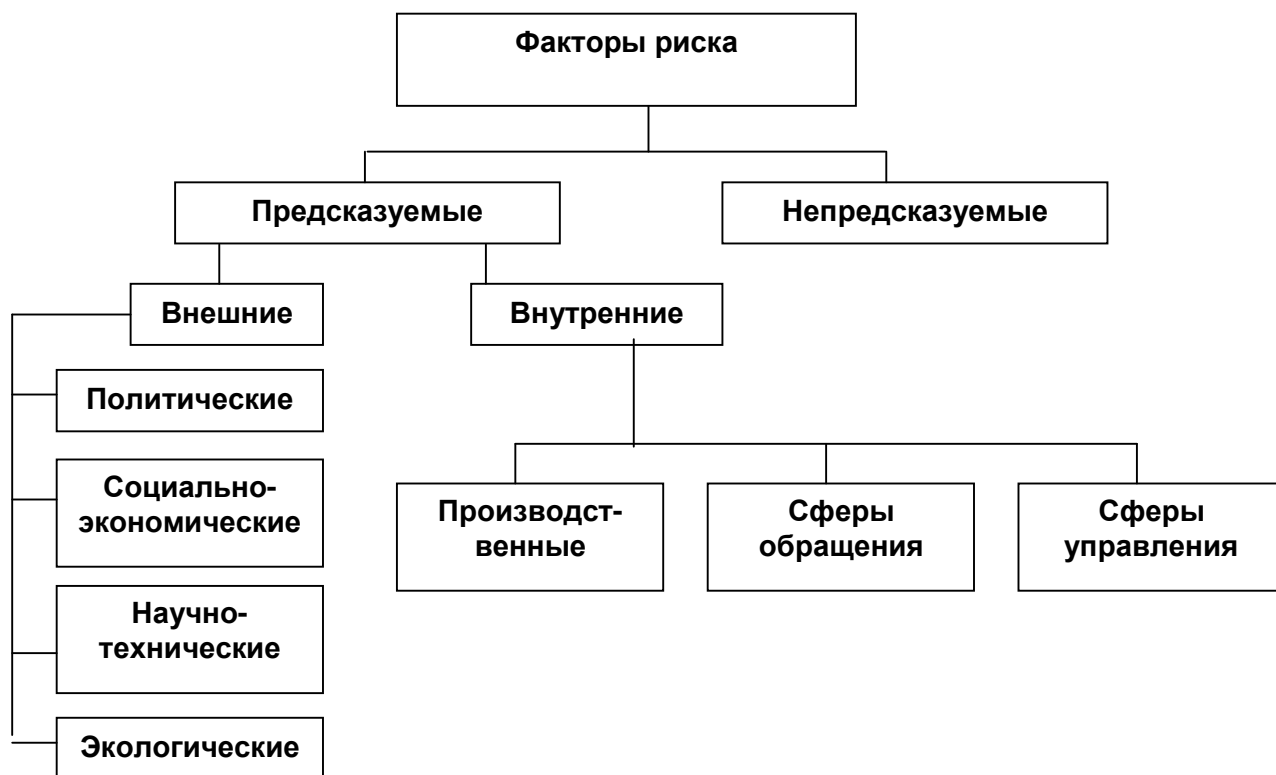 Факторы риска
Предсказуемые
Непредсказуемые
Внешние
Внутренние
Политические
Социально-
экономические
Научно-
технические
Экологические
Производст-
венные
Сферы
обращения
Сферы
управления